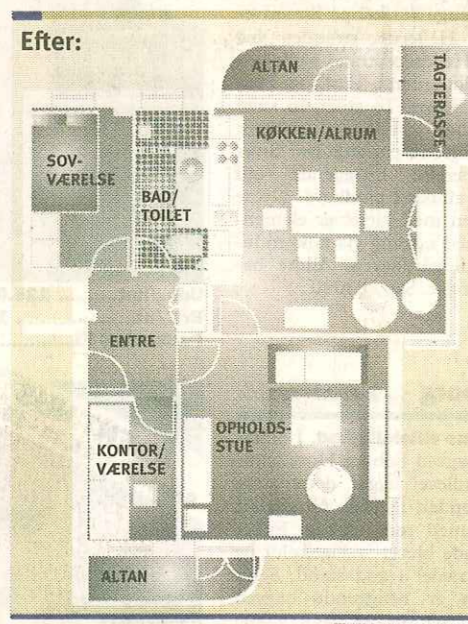 Efter:
ALTAN
TAGTERASSE
KØKKEN/ALRUM
SOV-
VÆRELSE
BAD/
TOILET
ENTRE
OPHOLDS-
STUE
KONTOR/
VÆRELSE
ALTAN